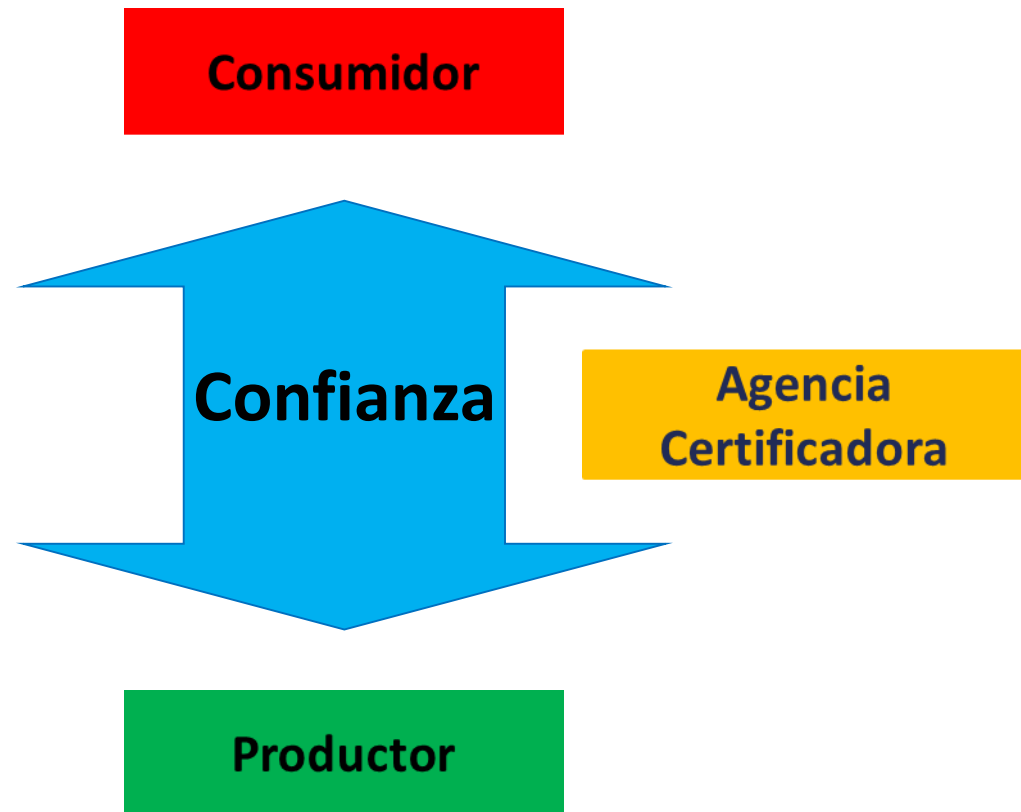 Consumidor
Confianza
Agencia
Certificadora
Productor